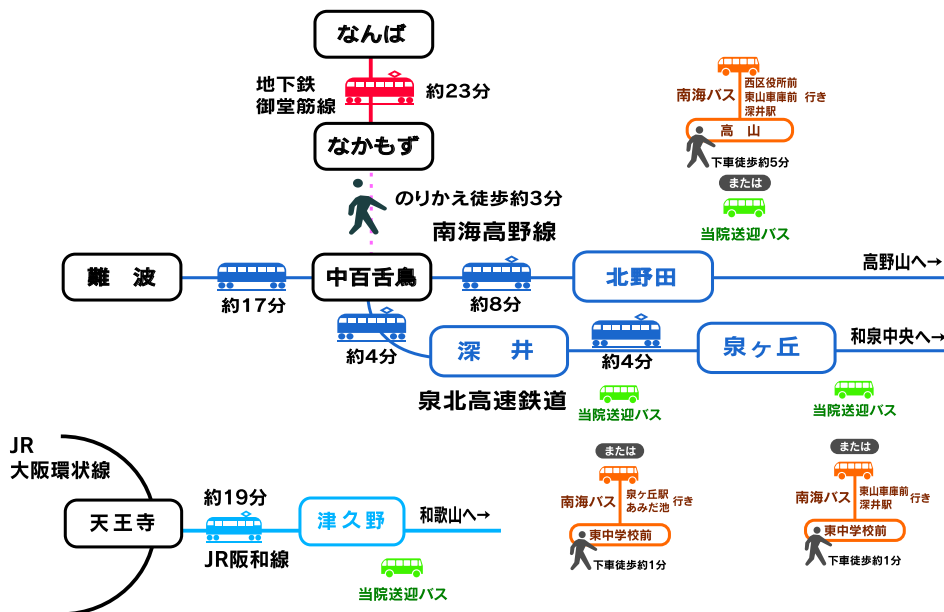 なんば
地下鉄
御堂筋線
約23分
なかもず
のりかえ徒歩約3分
南海高野線
南海バス
西区役所前
東山車庫前
深井駅
行き
高山
下車徒歩約5分
または
当院送迎バス
難波
約17分
中百舌鳥
約8分
北野田
高野山へ→
約4分
深井
約4分
泉ヶ丘
和泉中央へ→
泉北高速鉄道
当院送迎バス
または
南海バス
泉ヶ丘駅
あみだ池
行き
東中学校前
下車徒歩約1分
当院送迎バス
または
南海バス
東山車庫前
深井駅
行き
東中学校前
下車徒歩約1分
JR
大阪環状線
天王寺
約19分
JR阪和線
津久野
和歌山へ→
当院送迎バス